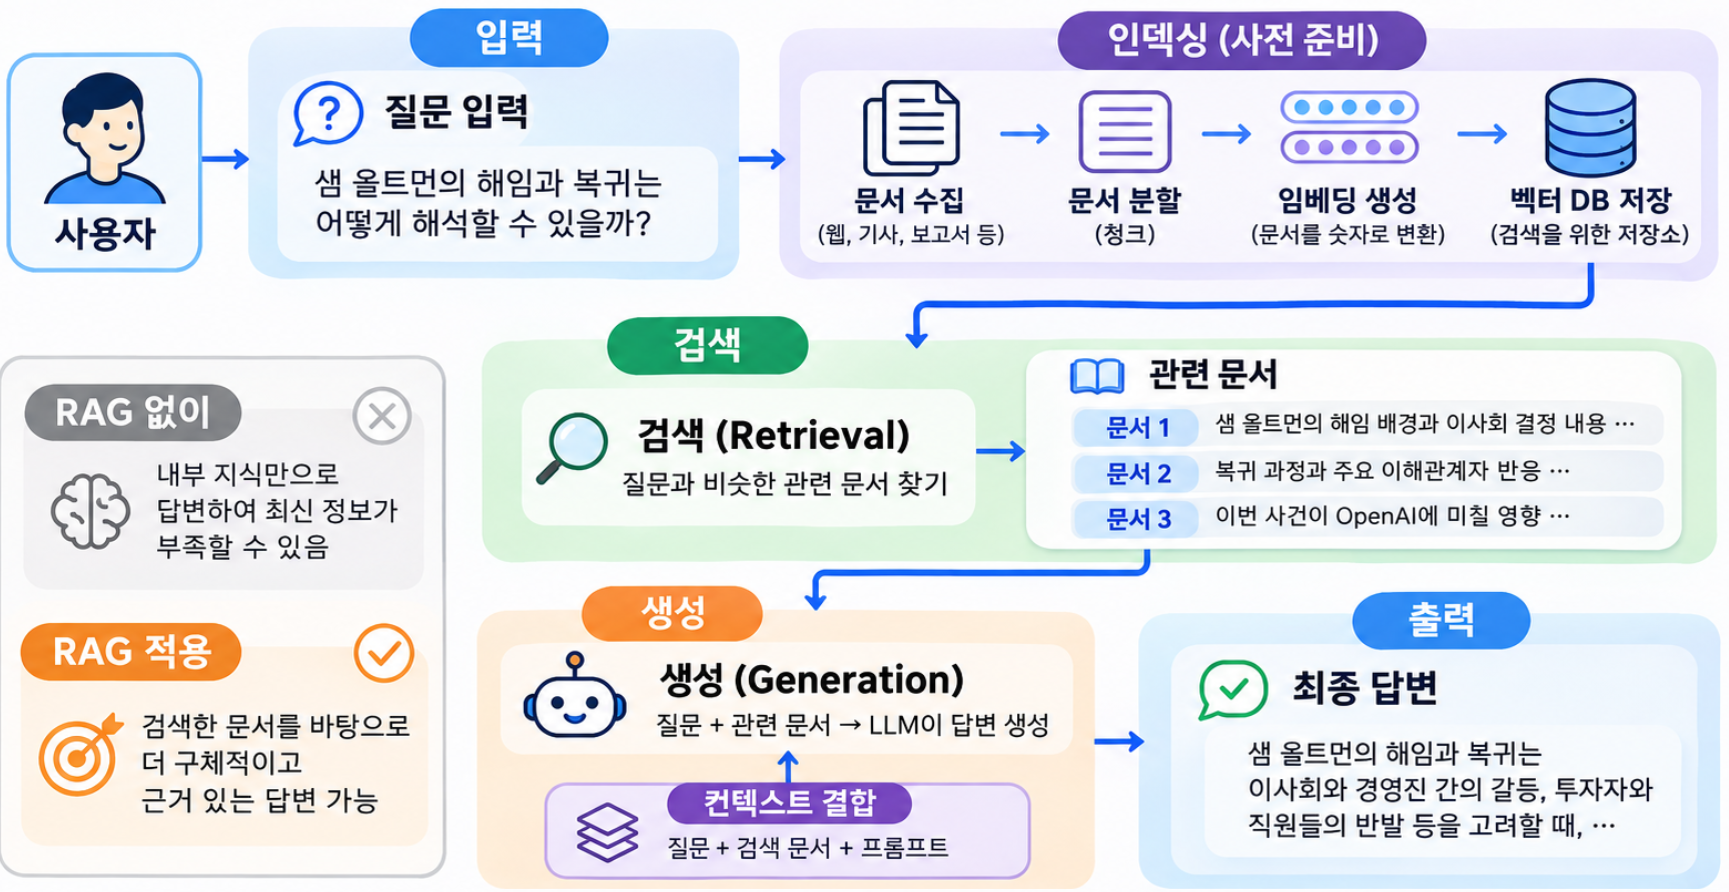 사용자
입력
질문 입력
샘 올트먼의 해임과 복귀는
어떻게 해석할 수 있을까?
인덱싱 (사전 준비)
문서 수집
(웹, 기사, 보고서 등)
문서 분할
(청크)
임베딩 생성
(문서를 숫자로 변환)
벡터 DB 저장
(검색을 위한 저장소)
검색
검색 (Retrieval)
질문과 비슷한 관련 문서 찾기
관련 문서
문서 1 샘 올트먼의 해임 배경과 이사회 결정 내용 ···
문서 2 복귀 과정과 주요 이해관계자 반응 ···
문서 3 이번 사건이 OpenAI에 미칠 영향 ···
RAG 없이
내부 지식만으로
답변하여 최신 정보가
부족할 수 있음
RAG 적용
검색한 문서를 바탕으로
더 구체적이고
근거 있는 답변 가능
생성
생성 (Generation)
질문 + 관련 문서 → LLM이 답변 생성
컨텍스트 결합
질문 + 검색 문서 + 프롬프트
출력
최종 답변
샘 올트먼의 해임과 복귀는
이사회와 경영진 간의 갈등, 투자자와
직원들의 반발 등을 고려할 때, ···